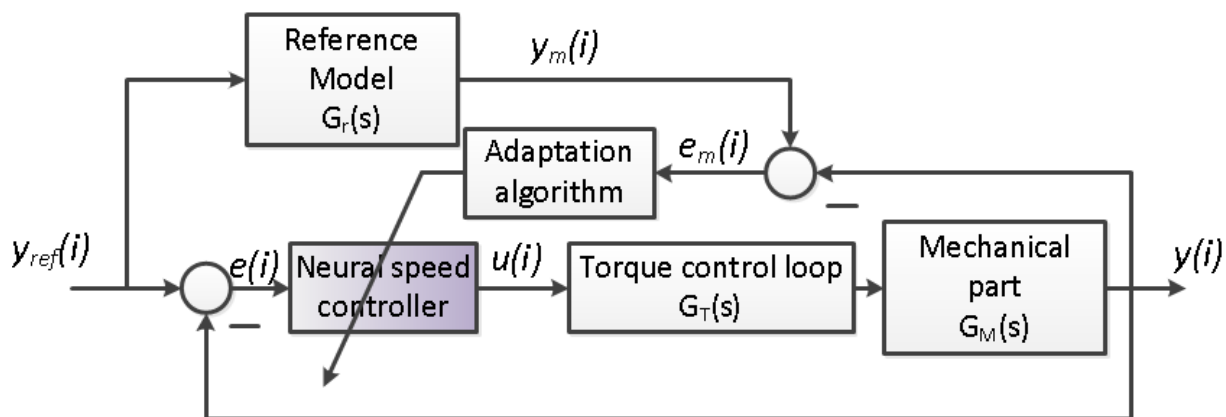 Reference
Model
Gr(s)
ym(i)
Adaptation
algorithm
em(i)
yref(i)
e(i)
Neural speed
controller
u(i)
Torque control loop
GT(s)
Mechanical
part
GM(s)
y(i)